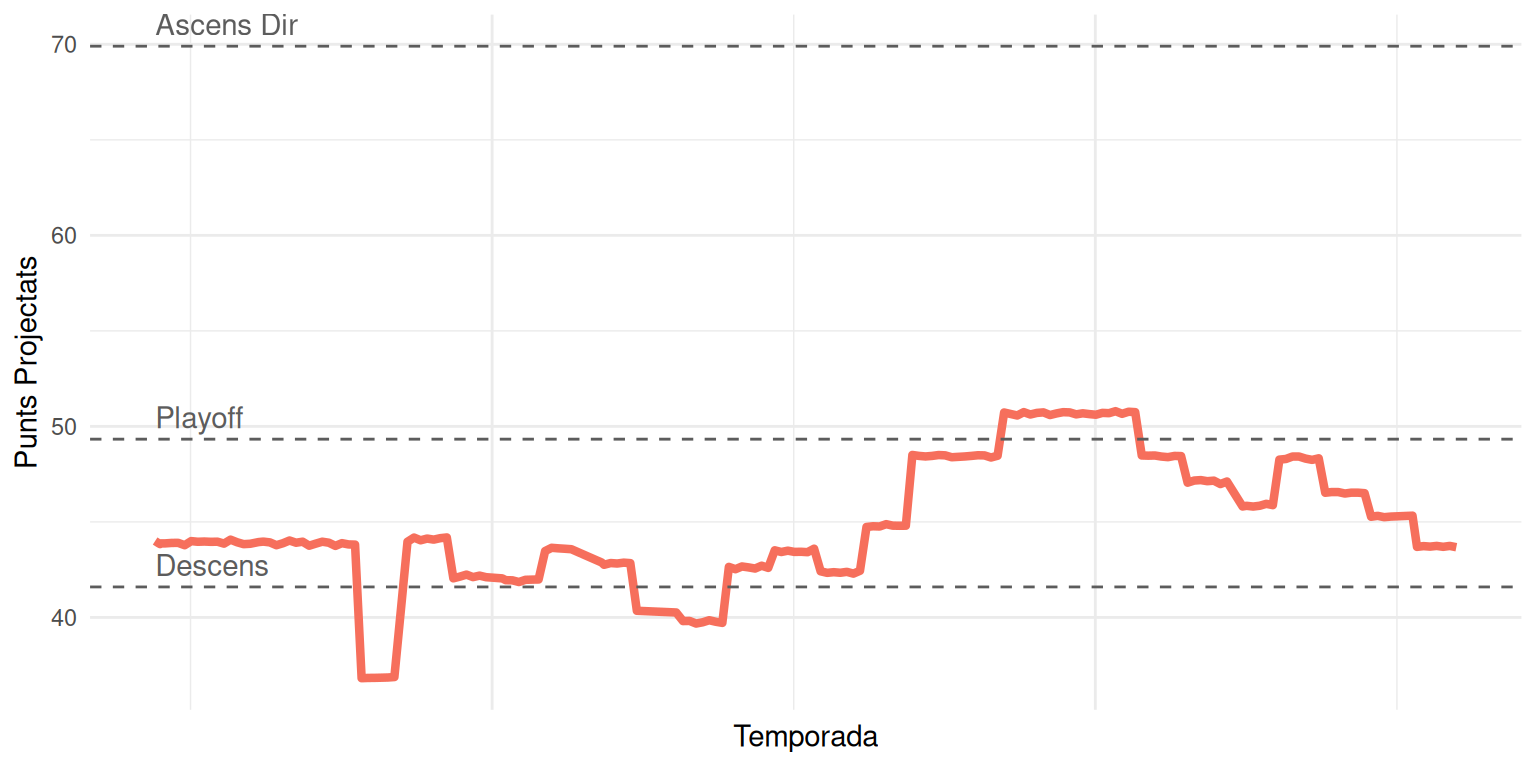 Ascens Dir
70
60
Punts Projectats
Playoff
50
Descens
40
Temporada